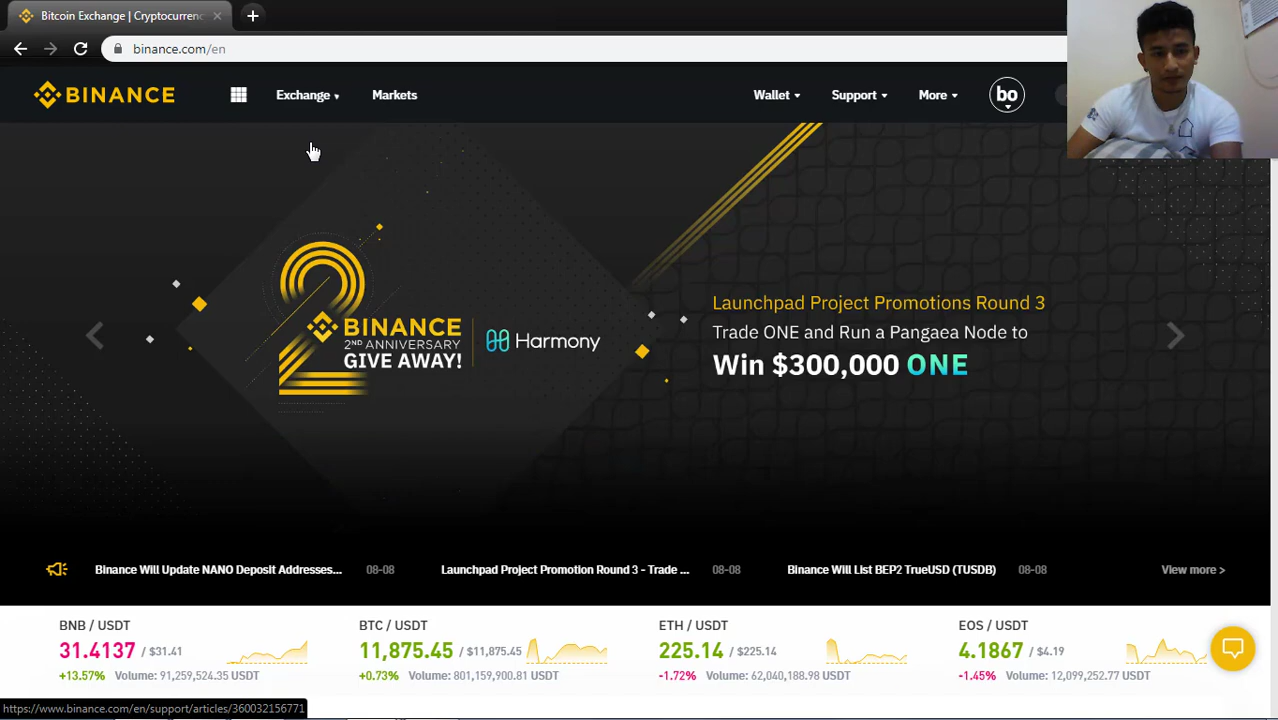 Bitcoin Exchange | Cryptocurrenc
binance.com/en
BINANCE
Exchange
Markets
Wallet
Support
More
bo
2
BINANCE
2ND ANNIVERSARY
GIVE AWAY!
Harmony
Launchpad Project Promotions Round 3
Trade ONE and Run a Pangaea Node to
Win $300,000 ONE
Binance Will Update NANO Deposit Addresses... 08-08
Launchpad Project Promotion Round 3 - Trade ... 08-08
Binance Will List BEP2 TrueUSD (TUSDB) 08-08
View more >
BNB / USDT
31.4137 / $31.41
+13.57% Volume: 91,259,524.35 USDT
BTC / USDT
11,875.45 / $11,875.45
+0.73% Volume: 801,159,900.81 USDT
ETH / USDT
225.14 / $225.14
-1.72% Volume: 62,040,188.98 USDT
EOS / USDT
4.1867 / $4.19
-1.45% Volume: 12,099,252.77 USDT
https://www.binance.com/en/support/articles/360032156771